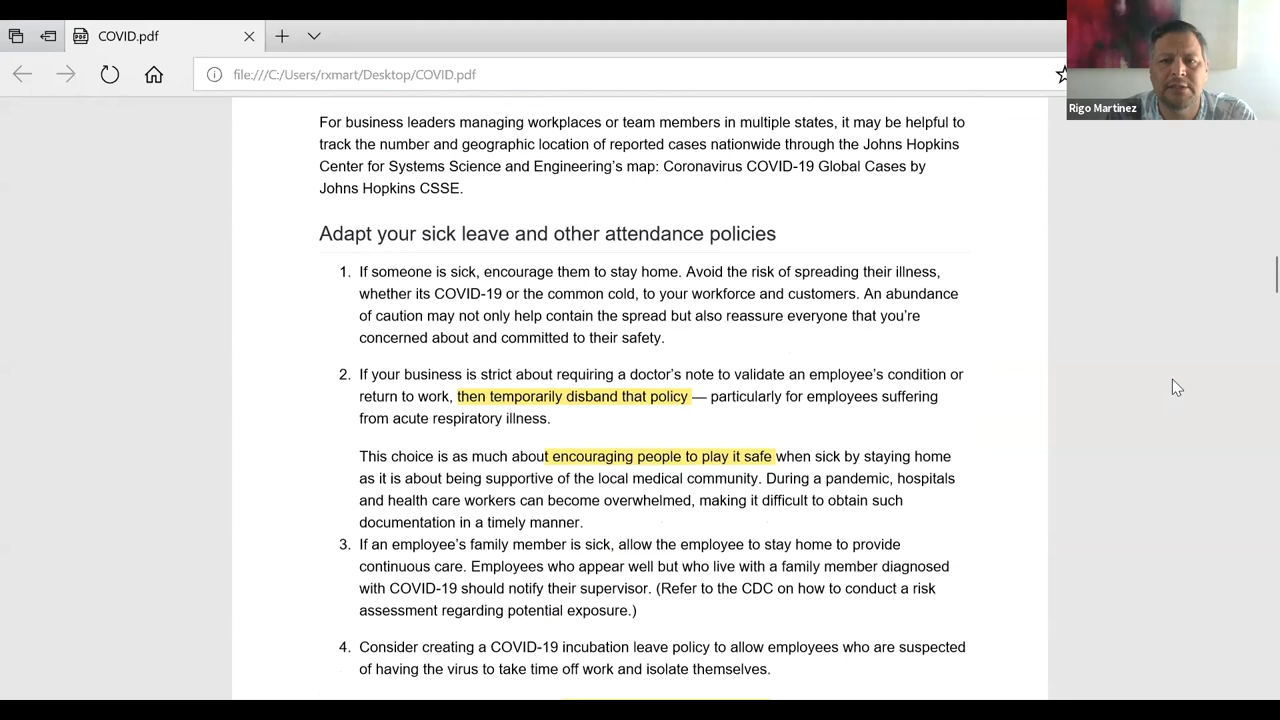 COVID.pdf
file:///C:/Users/rxmart/Desktop/COVID.pdf
Rigo Martinez
For business leaders managing workplaces or team members in multiple states, it may be helpful to
track the number and geographic location of reported cases nationwide through the Johns Hopkins
Center for Systems Science and Engineering’s map: Coronavirus COVID-19 Global Cases by
Johns Hopkins CSSE.
Adapt your sick leave and other attendance policies
1. If someone is sick, encourage them to stay home. Avoid the risk of spreading their illness,
whether its COVID-19 or the common cold, to your workforce and customers. An abundance
of caution may not only help contain the spread but also reassure everyone that you’re
concerned about and committed to their safety.
2. If your business is strict about requiring a doctor’s note to validate an employee’s condition or
return to work, then temporarily disband that policy — particularly for employees suffering
from acute respiratory illness.
This choice is as much about encouraging people to play it safe when sick by staying home
as it is about being supportive of the local medical community. During a pandemic, hospitals
and health care workers can become overwhelmed, making it difficult to obtain such
documentation in a timely manner.
3. If an employee’s family member is sick, allow the employee to stay home to provide
continuous care. Employees who appear well but who live with a family member diagnosed
with COVID-19 should notify their supervisor. (Refer to the CDC on how to conduct a risk
assessment regarding potential exposure.)
4. Consider creating a COVID-19 incubation leave policy to allow employees who are suspected
of having the virus to take time off work and isolate themselves.